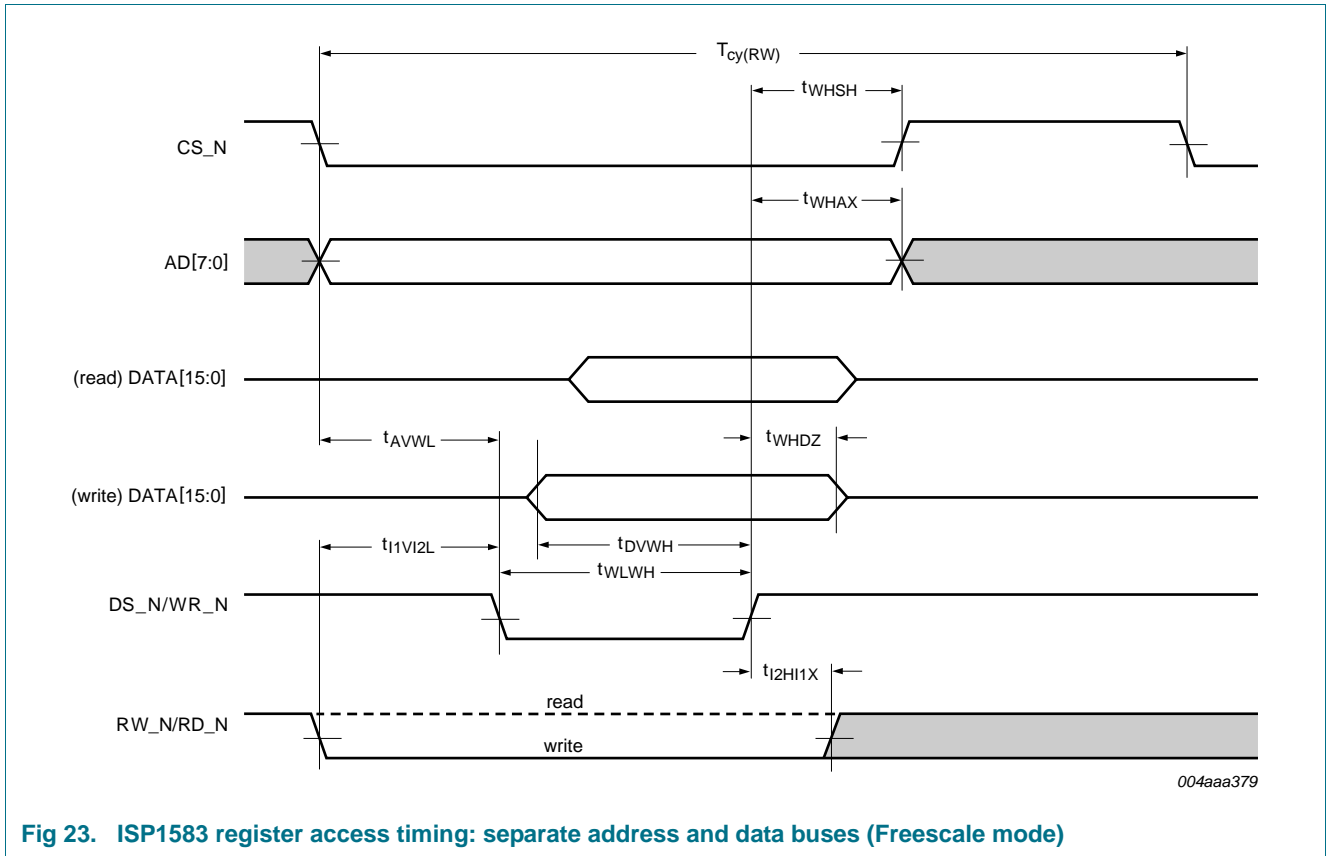 Tcy(RW)
tWHSH
CS_N
tWHAX
AD[7:0]
(read) DATA[15:0]
tAVWL
tWHDZ
(write) DATA[15:0]
tI1VI2L
tDVWH
tWLWH
DS_N/WR_N
tI2HI1X
read
RW_N/RD_N
write
004aaa379
Fig 23. ISP1583 register access timing: separate address and data buses (Freescale mode)